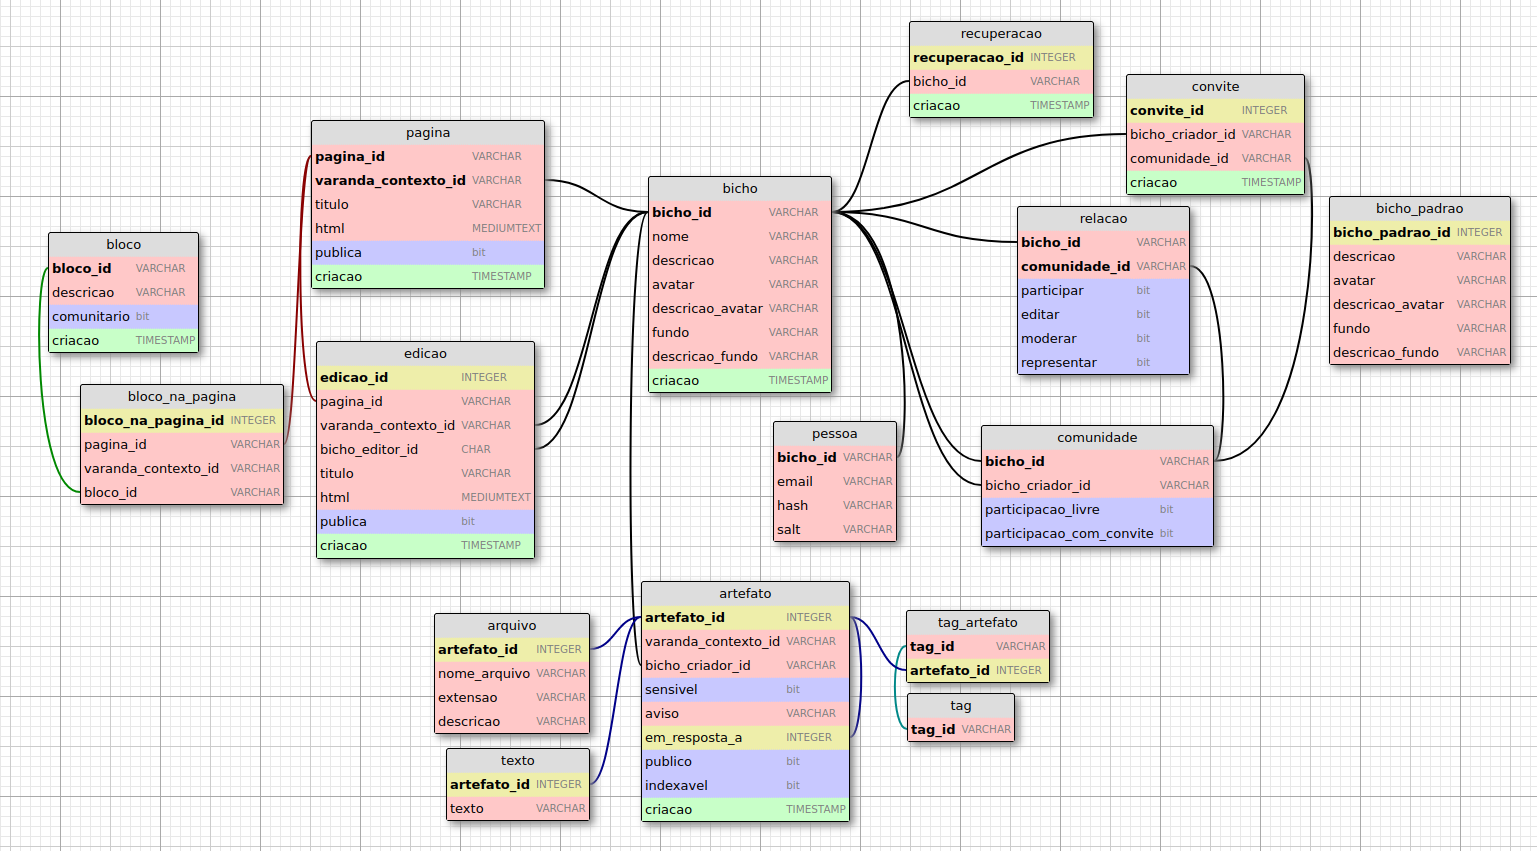 recuperacao
recuperacao_id INTEGER
bicho_id VARCHAR
criacao TIMESTAMP
convite
convite_id INTEGER
bicho_criador_id VARCHAR
comunidade_id VARCHAR
criacao TIMESTAMP
pagina
pagina_id VARCHAR
varanda_contexto_id VARCHAR
titulo VARCHAR
html MEDIUMTEXT
publica bit
criacao TIMESTAMP
bicho
bicho_id VARCHAR
nome VARCHAR
descricao VARCHAR
avatar VARCHAR
descricao_avatar VARCHAR
fundo VARCHAR
descricao_fundo VARCHAR
criacao TIMESTAMP
relacao
bicho_id VARCHAR
comunidade_id VARCHAR
participar bit
editar bit
moderar bit
representar bit
bicho_padrao
bicho_padrao_id INTEGER
descricao VARCHAR
avatar VARCHAR
descricao_avatar VARCHAR
fundo VARCHAR
descricao_fundo VARCHAR
bloco
bloco_id VARCHAR
descricao VARCHAR
comunitario bit
criacao TIMESTAMP
bloco_na_pagina
bloco_na_pagina_id INTEGER
pagina_id VARCHAR
varanda_contexto_id VARCHAR
bloco_id VARCHAR
edicao
edicao_id INTEGER
pagina_id VARCHAR
varanda_contexto_id VARCHAR
bicho_editor_id CHAR
titulo VARCHAR
html MEDIUMTEXT
publica bit
criacao TIMESTAMP
pessoa
bicho_id VARCHAR
email VARCHAR
hash VARCHAR
salt VARCHAR
comunidade
bicho_id VARCHAR
bicho_criador_id VARCHAR
participacao_livre bit
participacao_com_convite bit
arquivo
artefato_id INTEGER
nome_arquivo VARCHAR
extensao VARCHAR
descricao VARCHAR
texto
artefato_id INTEGER
texto VARCHAR
artefato
artefato_id INTEGER
varanda_contexto_id VARCHAR
bicho_criador_id VARCHAR
sensivel bit
aviso VARCHAR
em_resposta_a INTEGER
publico bit
indexavel bit
criacao TIMESTAMP
tag_artefato
tag_id VARCHAR
artefato_id INTEGER
tag
tag_id VARCHAR